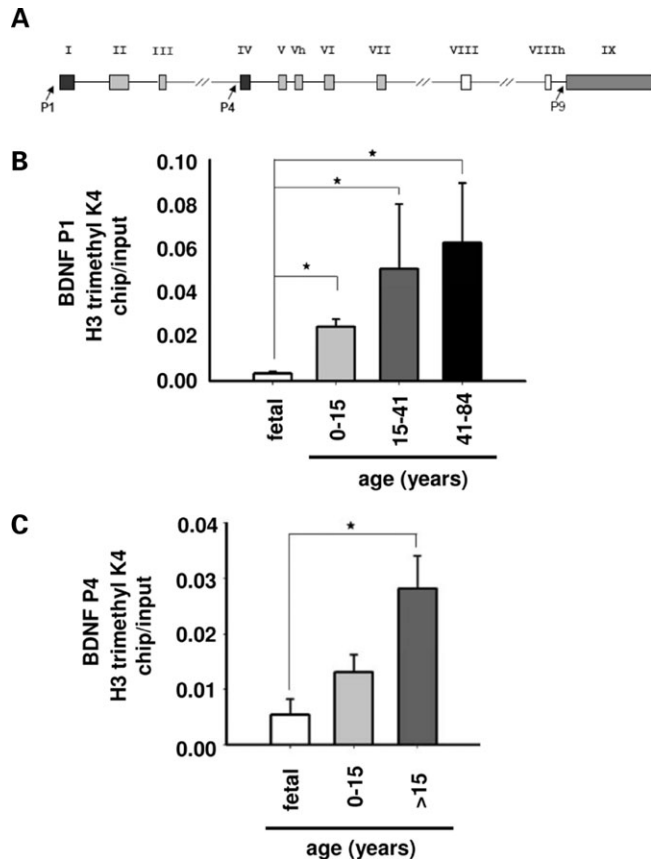 A
I II III IV V Vh VI VII VIII VIIIh IX
P1 P4 P9
B
BDNF P1
H3 trimethyl K4
chip/input
0.10
0.08
0.06
0.04
0.02
0.00
fetal
0-15
15-41
41-84
age (years)
C
BDNF P4
H3 trimethyl K4
chip/input
0.04
0.03
0.02
0.01
0.00
fetal
0-15
>15
age (years)